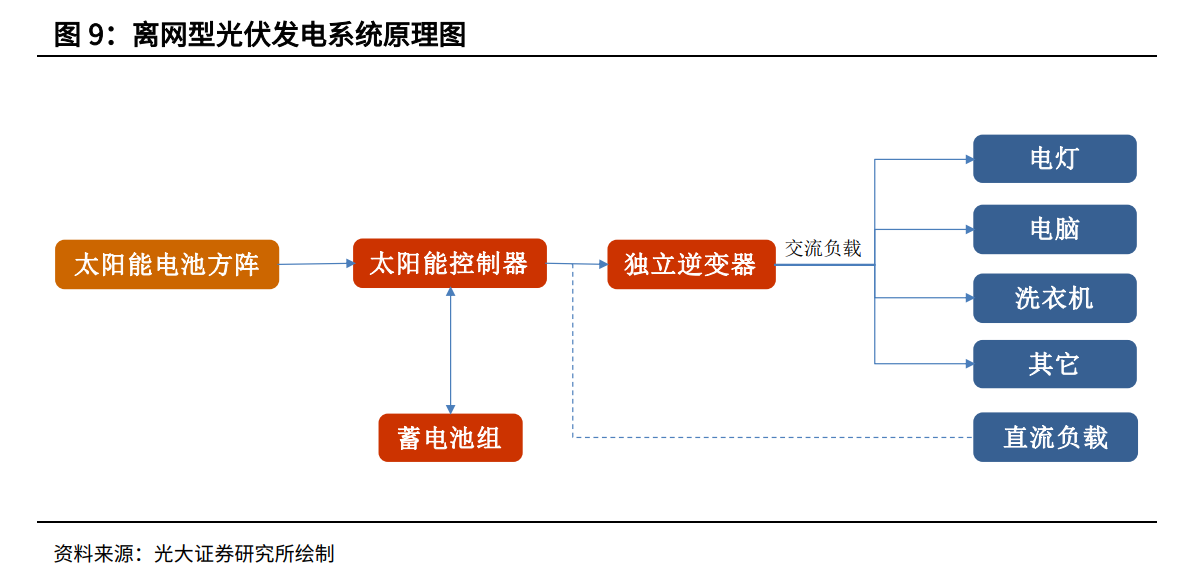 图 9：离网型光伏发电系统原理图
电灯
电脑
交流负载
太阳能电池方阵
太阳能控制器
独立逆变器
洗衣机
其它
蓄电池组
直流负载
资料来源：光大证券研究所绘制